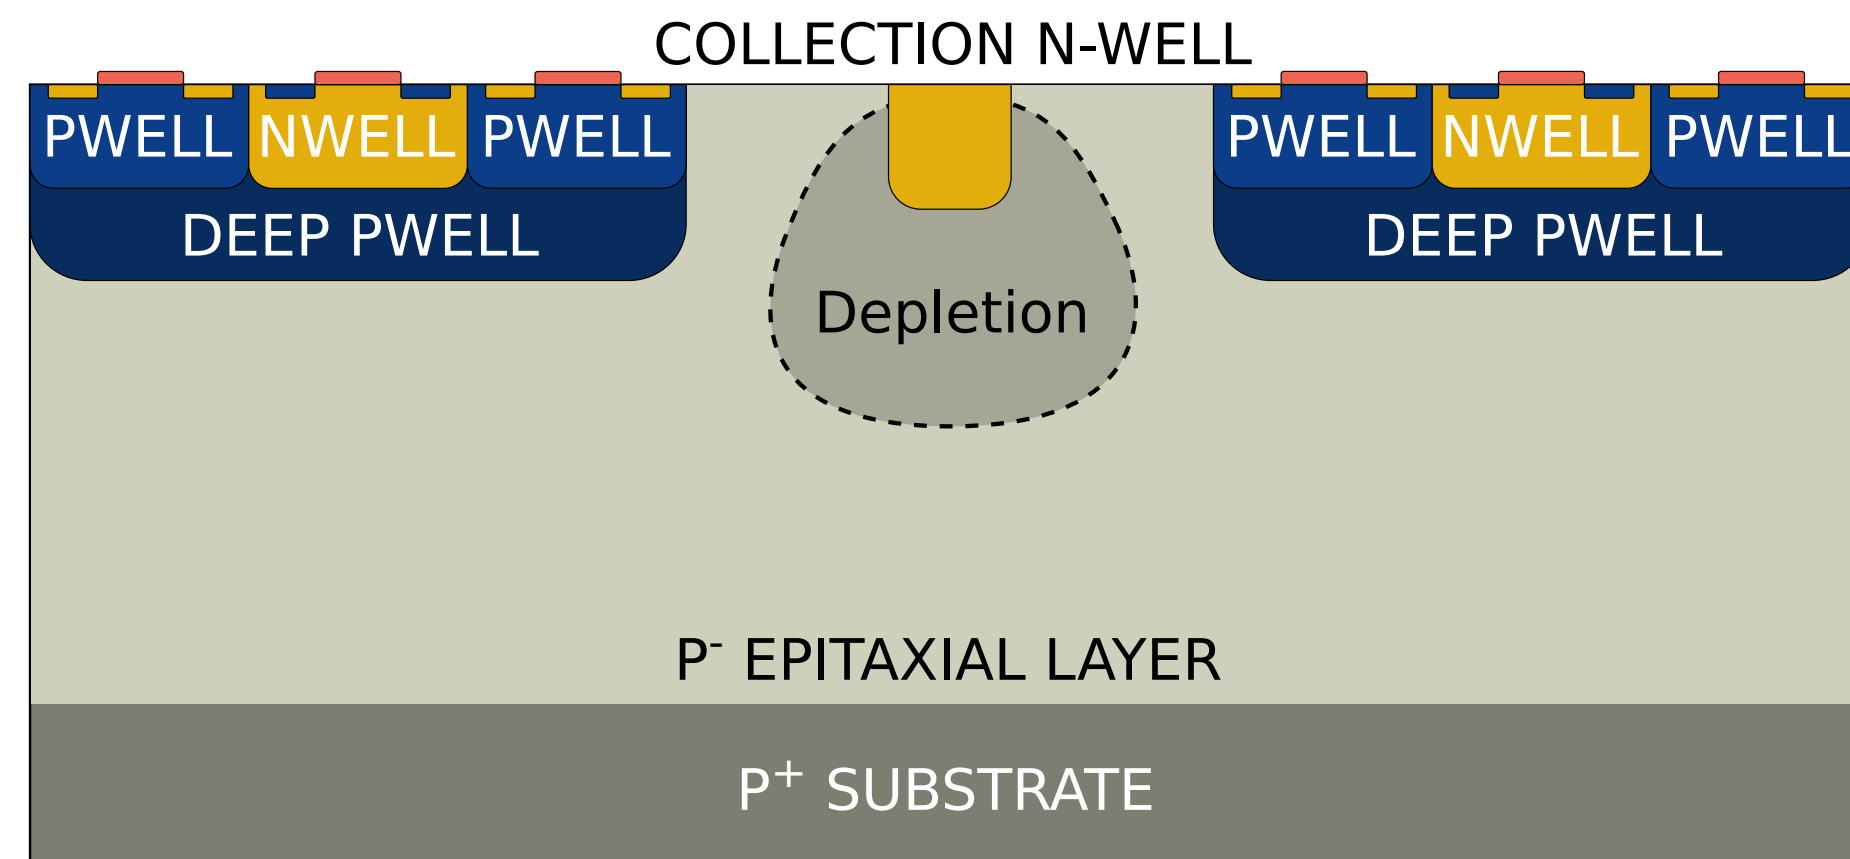 COLLECTION N-WELL
PWELL NWELL PWELL PWELL NWELL PWELL
DEEP PWELL DEEP PWELL
Depletion
P⁻ EPITAXIAL LAYER
P⁺ SUBSTRATE